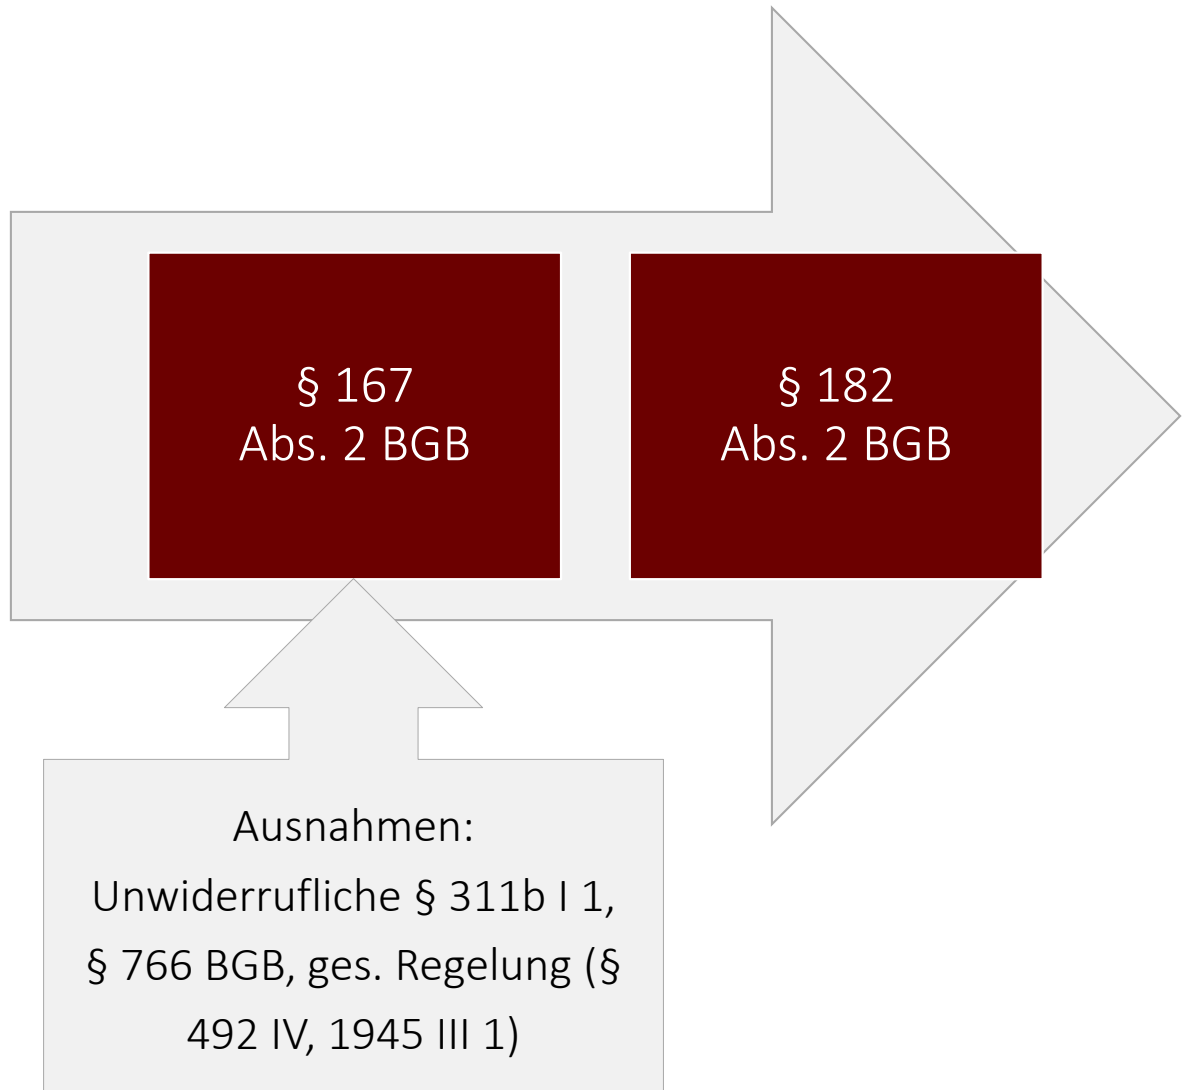 § 167
Abs. 2 BGB
§ 182
Abs. 2 BGB
Ausnahmen:
Unwiderrufliche § 311b I 1,
§ 766 BGB, ges. Regelung (§
492 IV, 1945 III 1)